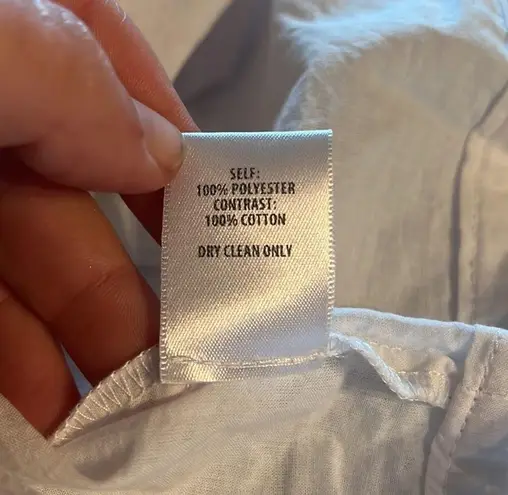 SELF:
100% POLYESTER
CONTRAST:
100% COTTON
DRY CLEAN ONLY